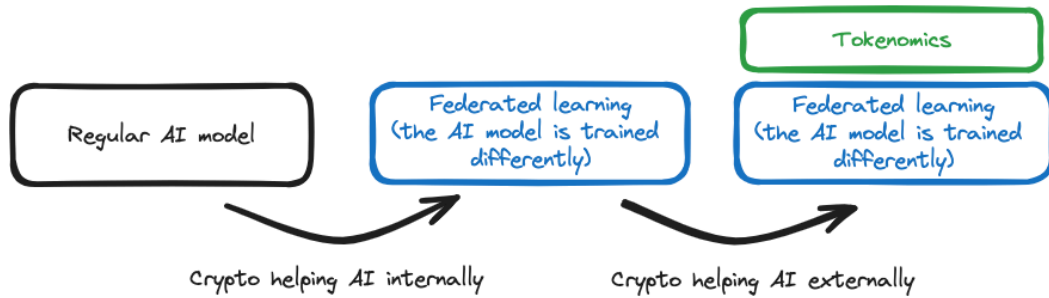 Tokenomics
Regular AI model
Federated learning
(the AI model is trained
differently)
Federated learning
(the AI model is trained
differently)
Crypto helping AI internally
Crypto helping AI externally